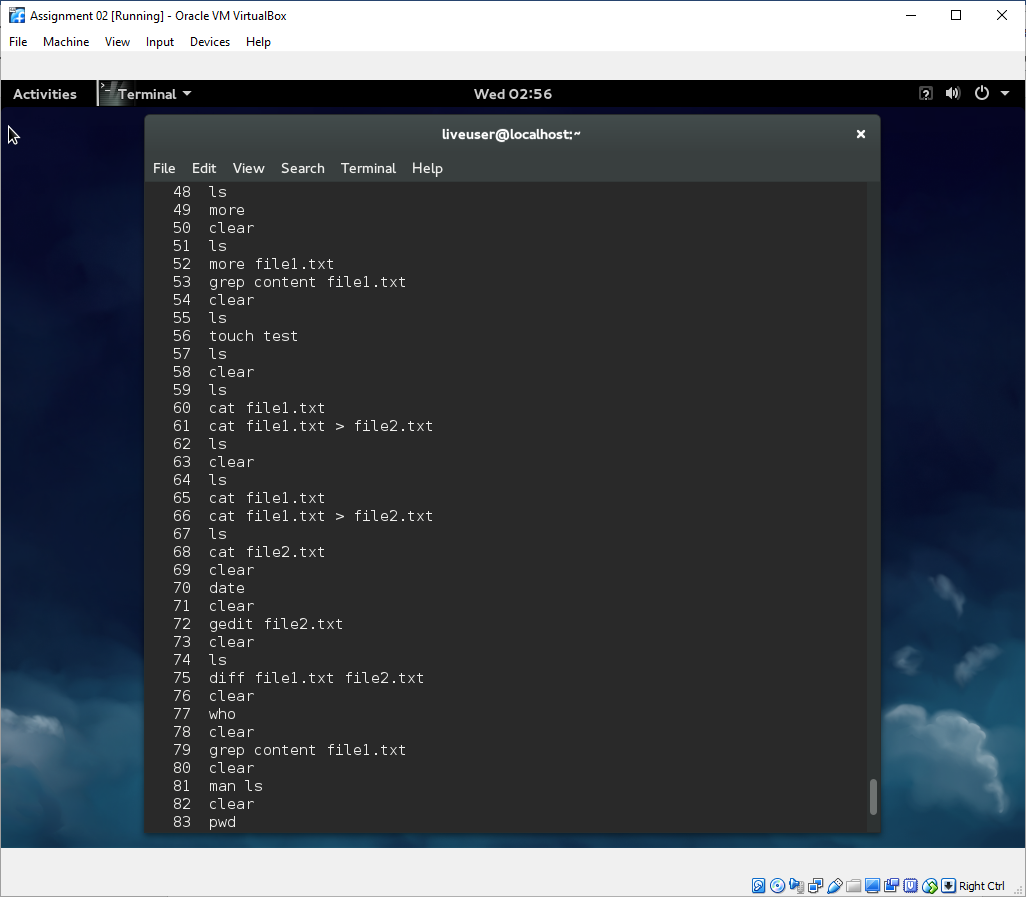 Assignment 02 [Running] - Oracle VM VirtualBox
File Machine View Input Devices Help
Activities Terminal Wed 02:56
liveuser@localhost:~
File Edit View Search Terminal Help
48 ls
49 more
50 clear
51 ls
52 more file1.txt
53 grep content file1.txt
54 clear
55 ls
56 touch test
57 ls
58 clear
59 ls
60 cat file1.txt
61 cat file1.txt > file2.txt
62 ls
63 clear
64 ls
65 cat file1.txt
66 cat file1.txt > file2.txt
67 ls
68 cat file2.txt
69 clear
70 date
71 clear
72 gedit file2.txt
73 clear
74 ls
75 diff file1.txt file2.txt
76 clear
77 who
78 clear
79 grep content file1.txt
80 clear
81 man ls
82 clear
83 pwd
Right Ctrl